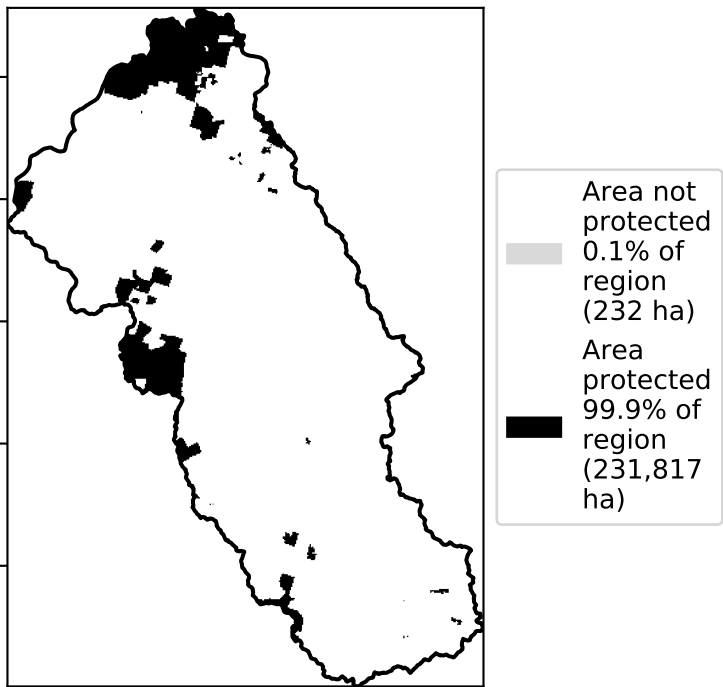 Area not
protected
0.1% of
region
(232 ha)
Area
protected
99.9% of
region
(231,817
ha)